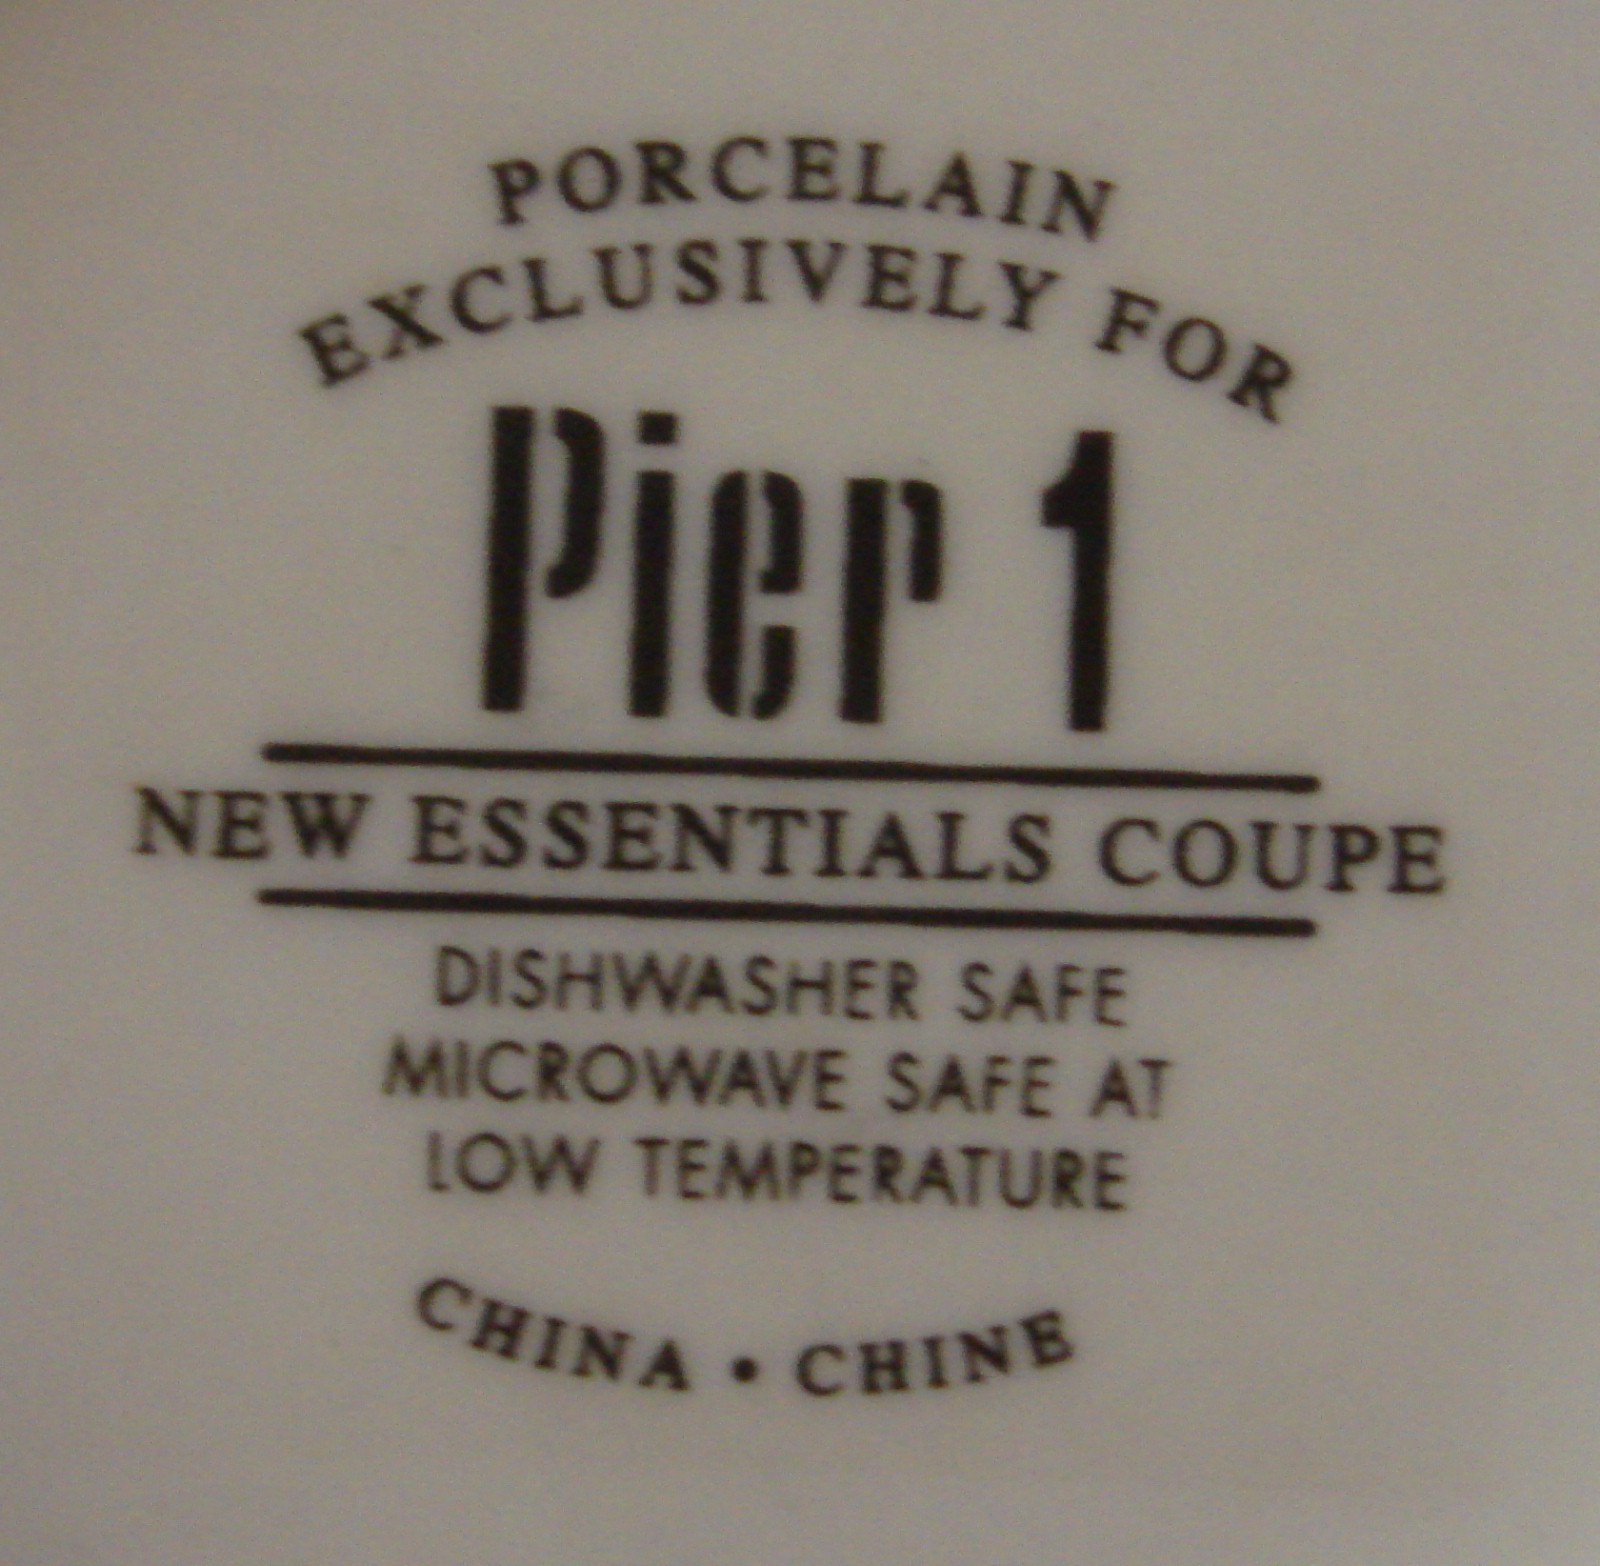 PORCELAIN
EXCLUSIVELY FOR
Pier 1
NEW ESSENTIALS COUPE
DISHWASHER SAFE
MICROWAVE SAFE AT
LOW TEMPERATURE
CHINA • CHINE